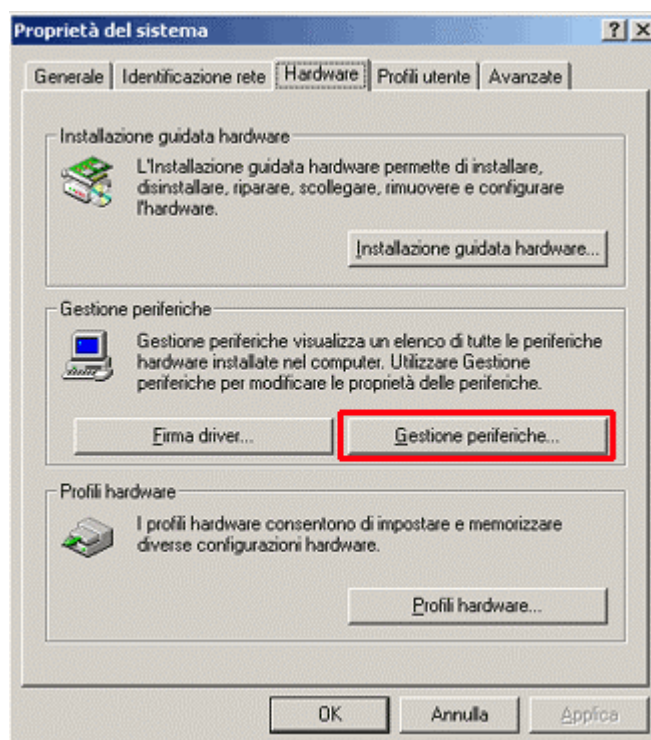 Proprietà del sistema
Generale Identificazione rete Hardware Profili utente Avanzate
Installazione guidata hardware
L'Installazione guidata hardware permette di installare,
disinstallare, riparare, scollegare, rimuovere e configurare
l'hardware.
Installazione guidata hardware...
Gestione periferiche
Gestione periferiche visualizza un elenco di tutte le periferiche
hardware installate nel computer. Utilizzare Gestione
periferiche per modificare le proprietà delle periferiche.
Firma driver... Gestione periferiche...
Profili hardware
I profili hardware consentono di impostare e memorizzare
diverse configurazioni hardware.
Profili hardware...
OK Annulla Applica